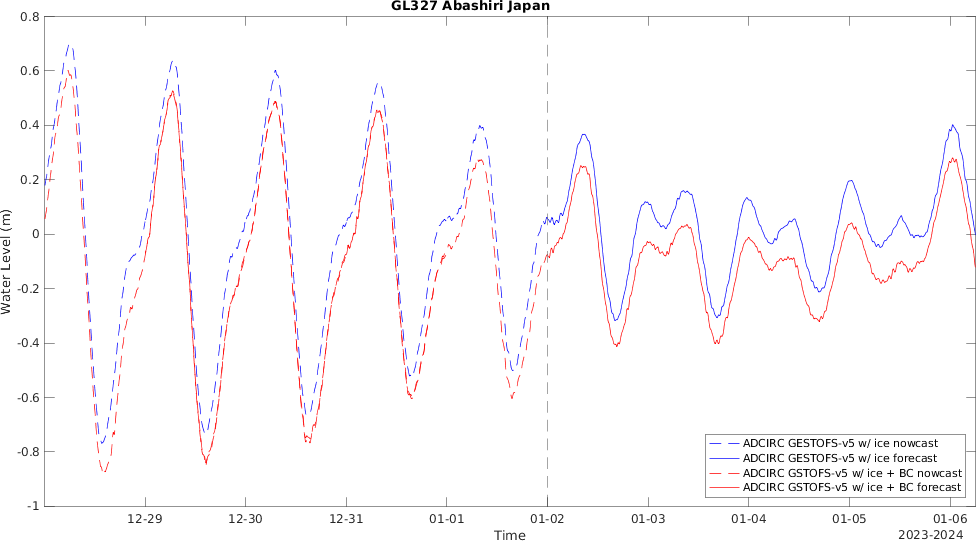 GL327 Abashiri Japan
0.8
0.6
0.4
0.2
0
-0.2
-0.4
-0.6
-0.8
-1
Water Level (m)
ADCIRC GESTOFS-v5 w/ ice nowcast
ADCIRC GESTOFS-v5 w/ ice forecast
ADCIRC GSTOFS-v5 w/ ice + BC nowcast
ADCIRC GSTOFS-v5 w/ ice + BC forecast
12-29 12-30 12-31 01-01 01-02 01-03 01-04 01-05 01-06
Time
2023-2024